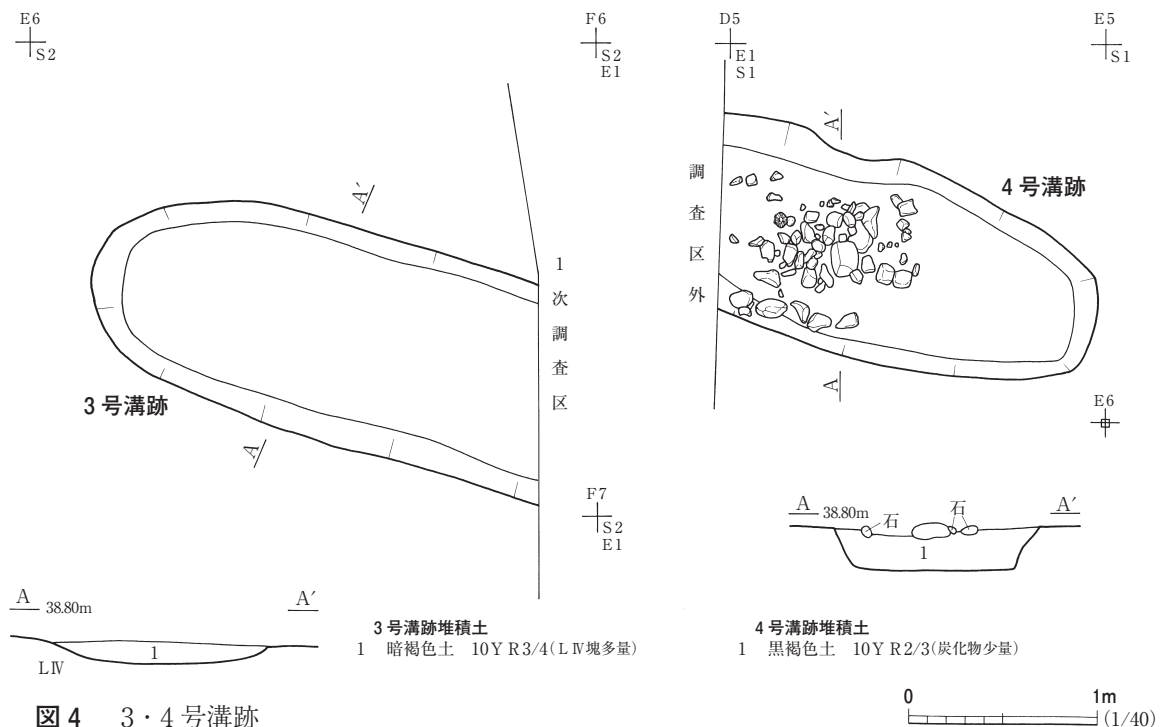 E6
S2
F6
S2
E1
D5
E1
S1
E5
S1
A′
A
3号溝跡
1次調査区
F7
S2
E1
調査区外
A′
A
4号溝跡
E6
A 38.80m A′
1
LⅣ
3号溝跡堆積土
1 暗褐色土 10YR3/4(LⅣ塊多量)
A 38.80m 石 石 A′
1
4号溝跡堆積土
1 黒褐色土 10YR2/3(炭化物少量)
図4 3・4号溝跡
0 1m
(1/40)